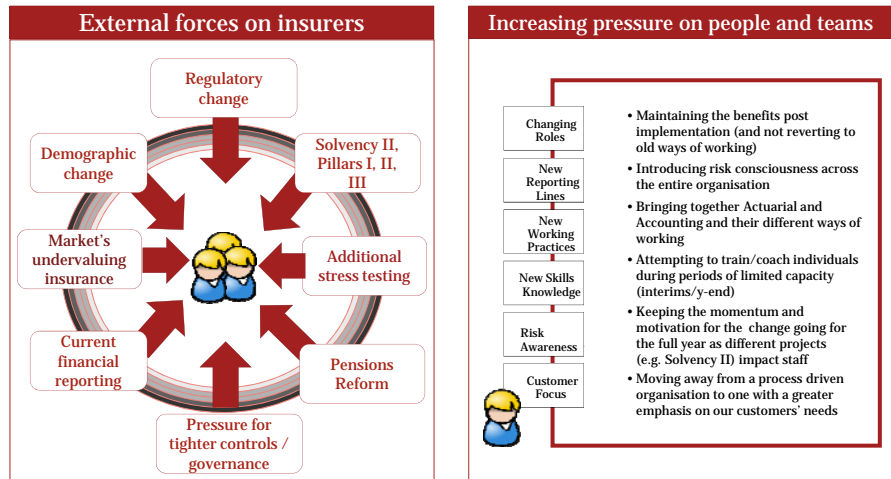 External forces on insurers
Regulatory
change
Demographic
change
Solvency II,
Pillars I, II,
III
Market's
undervaluing
insurance
Additional
stress testing
Current
financial
reporting
Pensions
Reform
Pressure for
tighter controls /
governance
Increasing pressure on people and teams
Changing
Roles
New
Reporting
Lines
New
Working
Practices
New Skills
Knowledge
Risk
Awareness
Customer
Focus
• Maintaining the benefits post
implementation (and not reverting to
old ways of working)
• Introducing risk consciousness across
the entire organisation
• Bringing together Actuarial and
Accounting and their different ways of
working
• Attempting to train/coach individuals
during periods of limited capacity
(interims/y-end)
• Keeping the momentum and
motivation for the change going for
the full year as different projects
(e.g. Solvency II) impact staff
• Moving away from a process driven
organisation to one with a greater
emphasis on our customers' needs